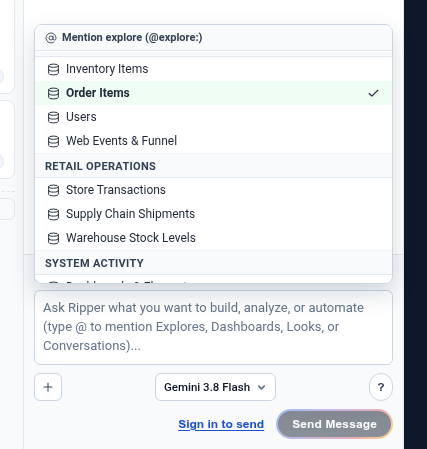 Mention explore (@explore:)
Inventory Items
Order Items
Users
Web Events & Funnel
RETAIL OPERATIONS
Store Transactions
Supply Chain Shipments
Warehouse Stock Levels
SYSTEM ACTIVITY
Ask Ripper what you want to build, analyze, or automate
(type @ to mention Explores, Dashboards, Looks, or
Conversations)...
Gemini 3.8 Flash
?
Sign in to send
Send Message